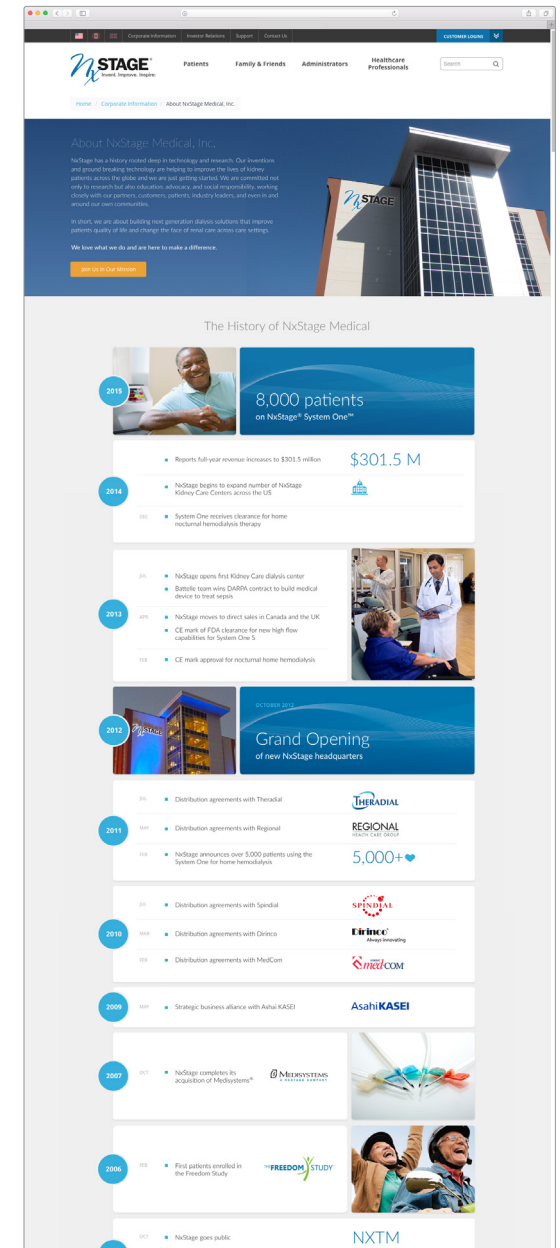 Corporate Information
Investor Relations
Support
Contact Us
CUSTOMER LOGINS
NxSTAGE®
Invent. Improve. Inspire.
Patients
Family & Friends
Administrators
Healthcare
Professionals
Search
Home / Corporate Information / About NxStage Medical, Inc.
About NxStage Medical, Inc.
NxStage has a history rooted deep in technology and research. Our inventions
and ground breaking technology are helping to improve the lives of kidney
patients across the globe and we are just getting started. We are committed not
only to research but also education, advocacy, and social responsibility, working
closely with our partners, customers, patients, industry leaders, and even in and
around our own communities.
In short, we are about building next generation dialysis solutions that improve
patients quality of life and change the face of renal care across care settings.
We love what we do and are here to make a difference.
Join Us in Our Mission
NxSTAGE
The History of NxStage Medical
2015
8,000 patients
on NxStage® System One™
2014
Reports full-year revenue increases to $301.5 million
$301.5 M
NxStage begins to expand number of NxStage
Kidney Care Centers across the US
DEC
System One receives clearance for home
nocturnal hemodialysis therapy
2013
NxStage opens first Kidney Care dialysis center
Battelle team wins DARPA contract to build medical
device to treat sepsis
APR
NxStage moves to direct sales in Canada and the UK
CE mark of FDA clearance for new high flow
capabilities for System One S
FEB
CE mark approval for nocturnal home hemodialysis
2012
NxSTAGE
OCTOBER 2012
Grand Opening
of new NxStage headquarters
2011
Distribution agreements with Theradial
THERADIAL
MAY
Distribution agreements with Regional
REGIONAL
HEALTH CARE GROUP
FEB
NxStage announces over 5,000 patients using the
System One for home hemodialysis
5,000+
2010
Distribution agreements with Spindial
SPINDIAL
MAR
Distribution agreements with Dirinco
Dirinco
Always innovating
FEB
Distribution agreements with MedCom
med·COM
2009
MAY
Strategic business alliance with Ashai KASEI
AsahiKASEI
2007
OCT
NxStage completes its
acquisition of Medisystems®
MEDISYSTEMS
A NXSTAGE COMPANY
2006
FEB
First patients enrolled in
the Freedom Study
THE FREEDOM STUDY
OCT
NxStage goes public
NXTM